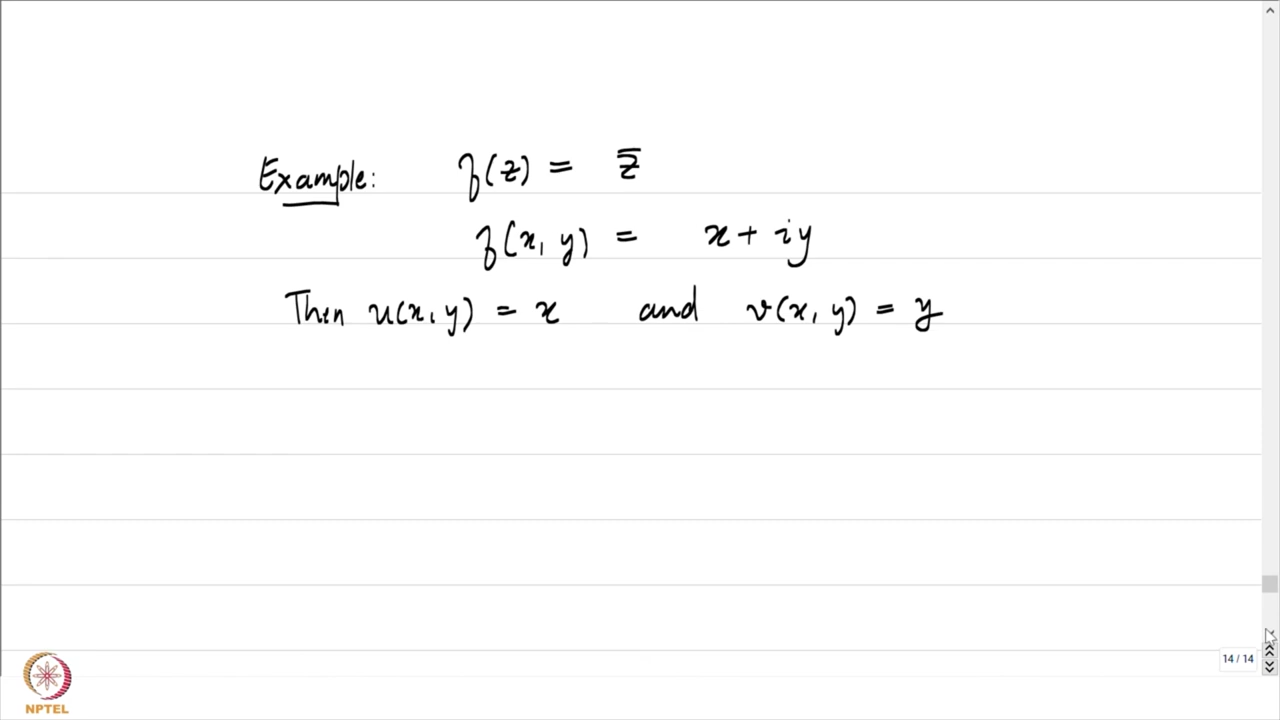 Example: f(z) = z̅
f(x, y) = x + iy
Then u(x, y) = x and v(x, y) = y
14 / 14
NPTEL